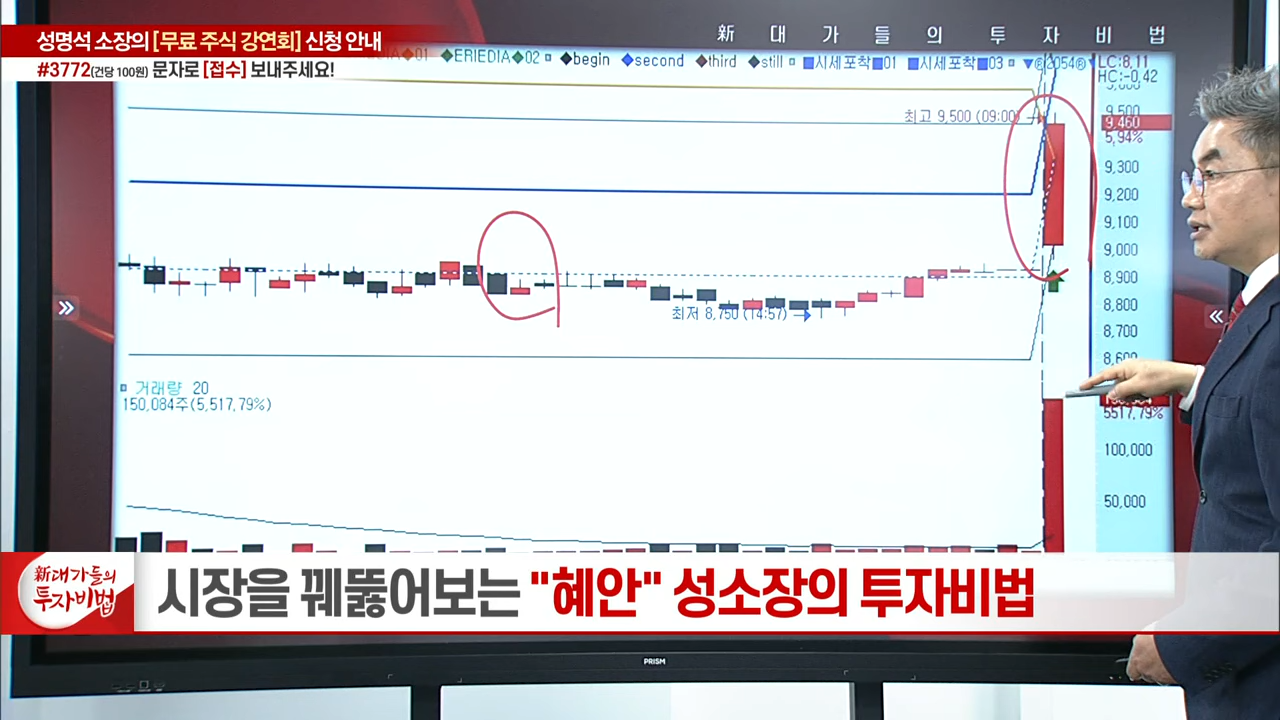 성명석 소장의 [무료 주식 강연회] 신청 안내
#3772(건당 100원) 문자로 [접수] 보내주세요!
新 대가들의 투자비법
01 ◆ERIEDIA◆02 ◆begin ◆second ◆third ◆still 시세포착 01 시세포착 03
LC:8,11
HC:-0,42
최고 9,500 (09:00)
9,500
9,460
5,94%
9,300
9,200
9,100
9,000
8,900
8,800
8,700
8,600
최저 8,750 (14:57)
거래량 20
150,084주(5,517,79%)
5517,79%
100,000
50,000
新대가들의
투자비법
시장을 꿰뚫어보는 "혜안" 성소장의 투자비법
PRISM